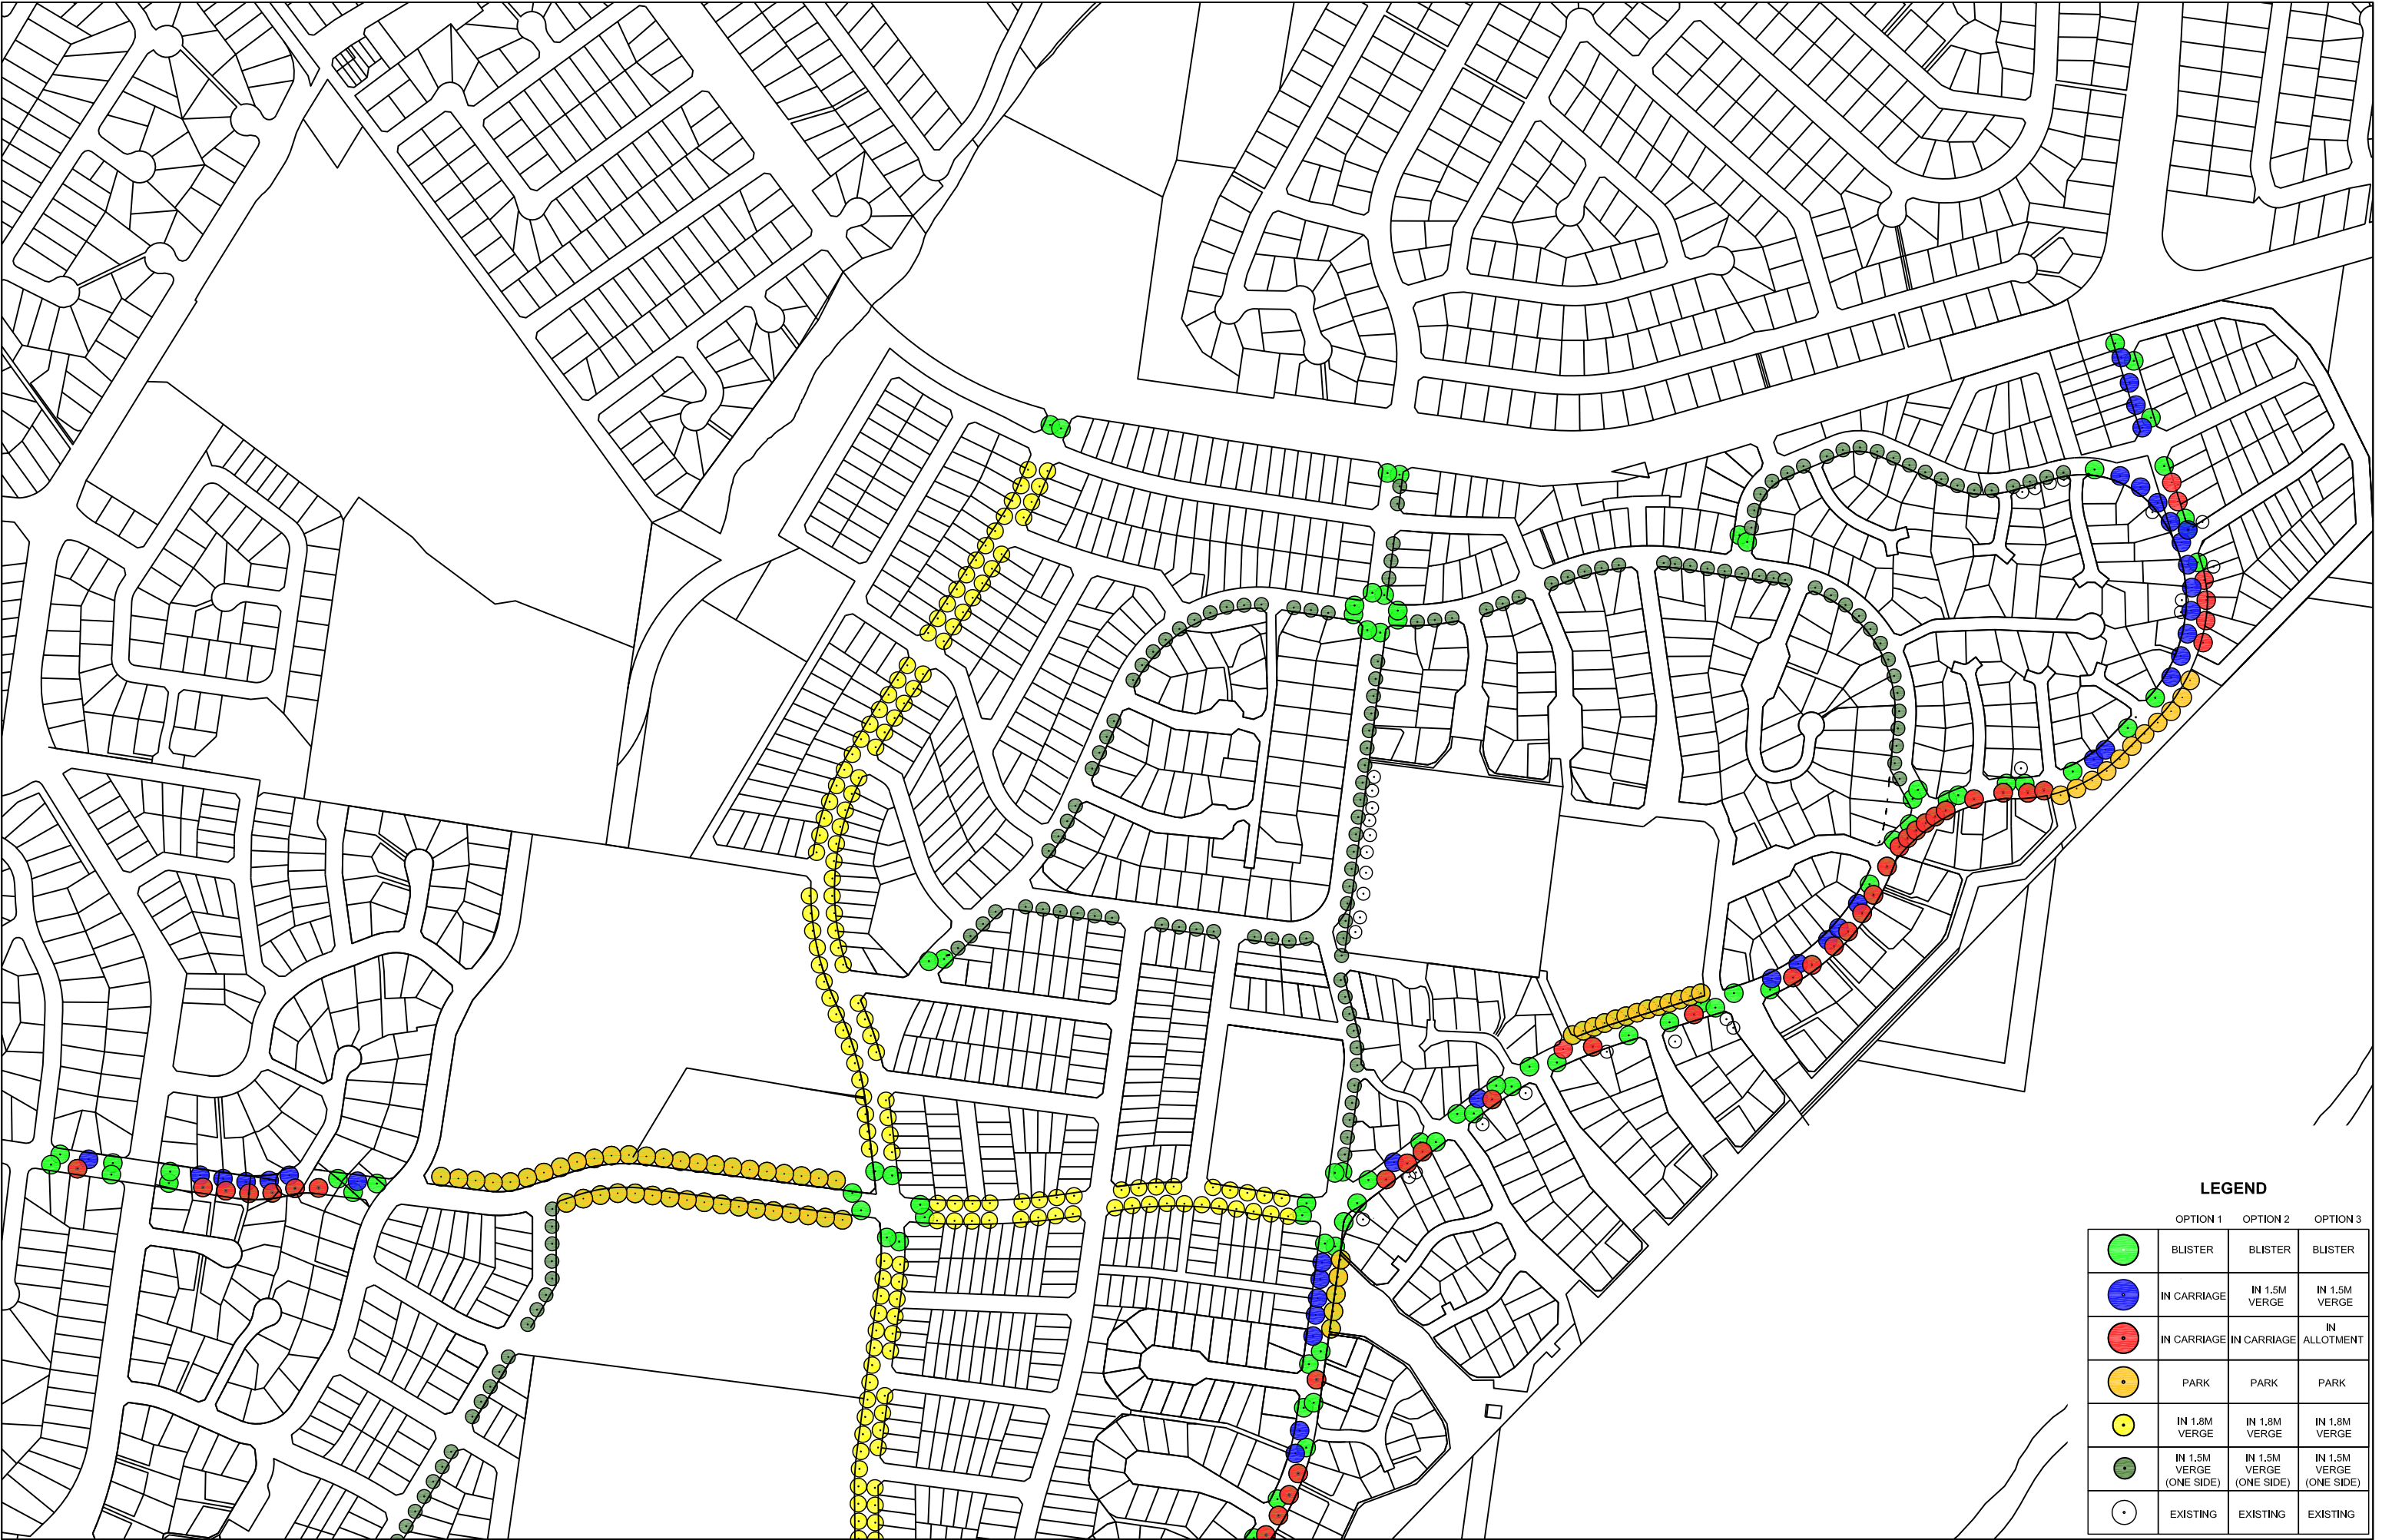 LEGEND
OPTION 1 OPTION 2 OPTION 3
BLISTER BLISTER BLISTER
IN CARRIAGE IN 1.5M VERGE IN 1.5M VERGE
IN CARRIAGE IN CARRIAGE IN ALLOTMENT
PARK PARK PARK
IN 1.8M VERGE IN 1.8M VERGE IN 1.8M VERGE
IN 1.5M VERGE (ONE SIDE) IN 1.5M VERGE (ONE SIDE) IN 1.5M VERGE (ONE SIDE)
EXISTING EXISTING EXISTING